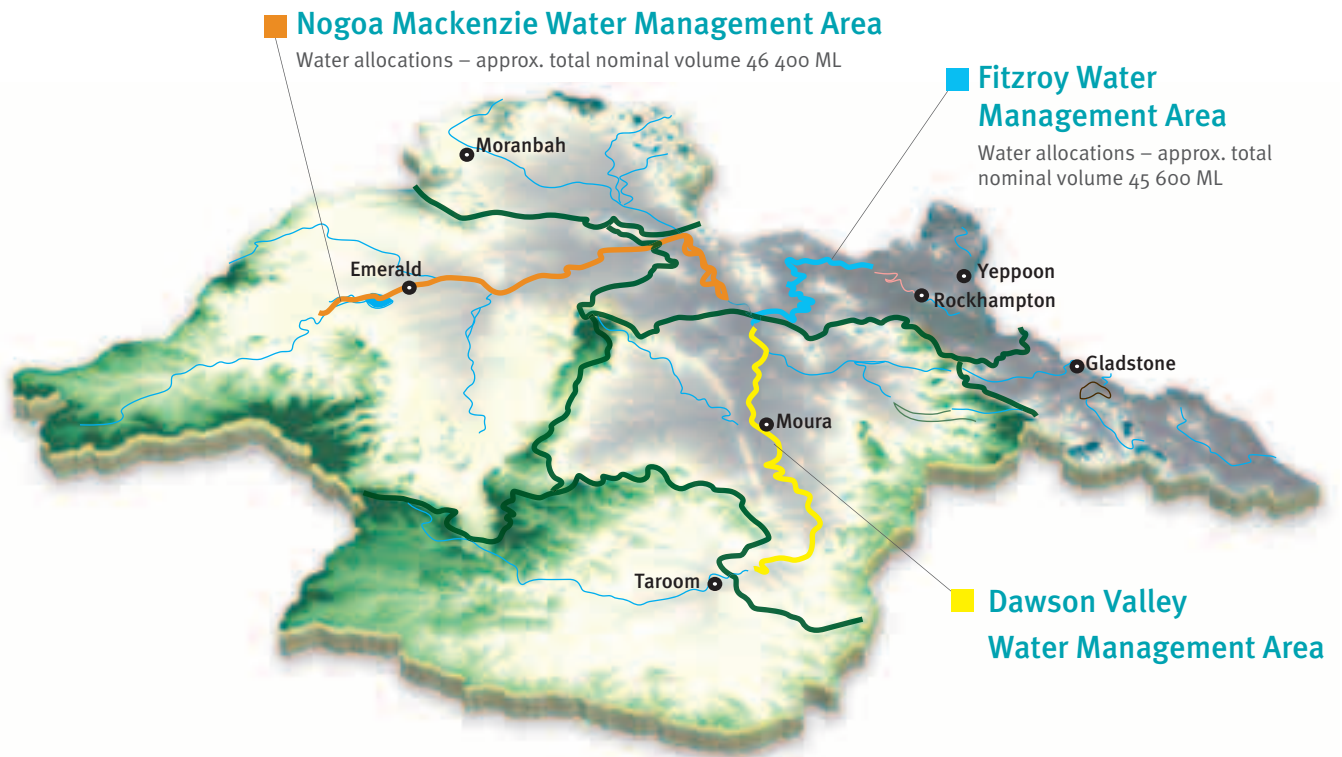 Nogoa Mackenzie Water Management Area
Water allocations – approx. total nominal volume 46 400 ML
Fitzroy Water
Management Area
Water allocations – approx. total
nominal volume 45 600 ML
Moranbah
Emerald
Yeppoon
Rockhampton
Gladstone
Moura
Taroom
Dawson Valley
Water Management Area